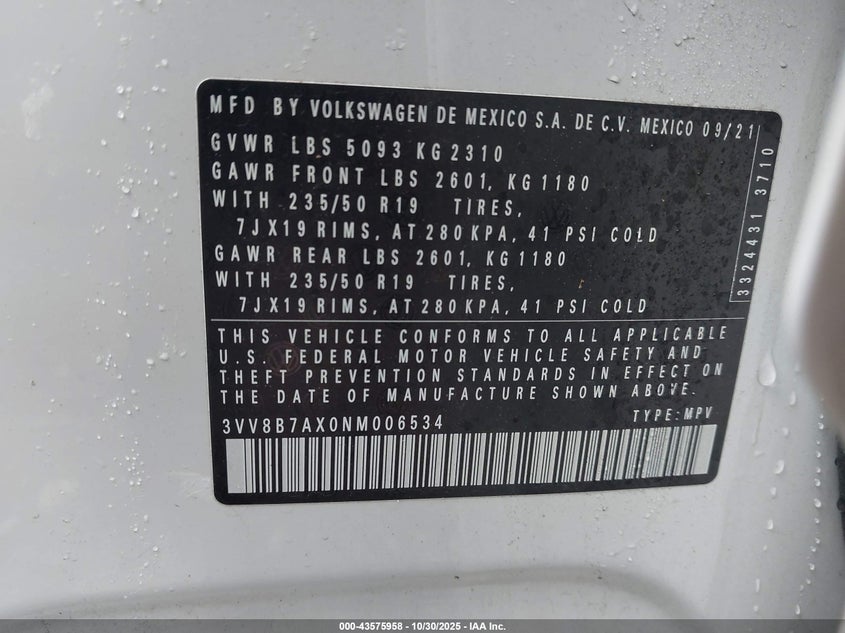 MFD BY VOLKSWAGEN DE MEXICO S.A. DE C.V. MEXICO 09/21
GVWR LBS 5093 KG 2310
GAWR FRONT LBS 2601, KG 1180
WITH 235/50 R19 TIRES,
7JX19 RIMS, AT 280 KPA, 41 PSI COLD
GAWR REAR LBS 2601, KG 1180
WITH 235/50 R19 TIRES,
7JX19 RIMS, AT 280 KPA, 41 PSI COLD
33244431 3710
THIS VEHICLE CONFORMS TO ALL APPLICABLE
U.S. FEDERAL MOTOR VEHICLE SAFETY AND
THEFT PREVENTION STANDARDS IN EFFECT ON
THE DATE OF MANUFACTURE SHOWN ABOVE.
3VV8B7AX0NM006534 TYPE: MPV
000-43575958 - 10/30/2025 - IAA Inc.